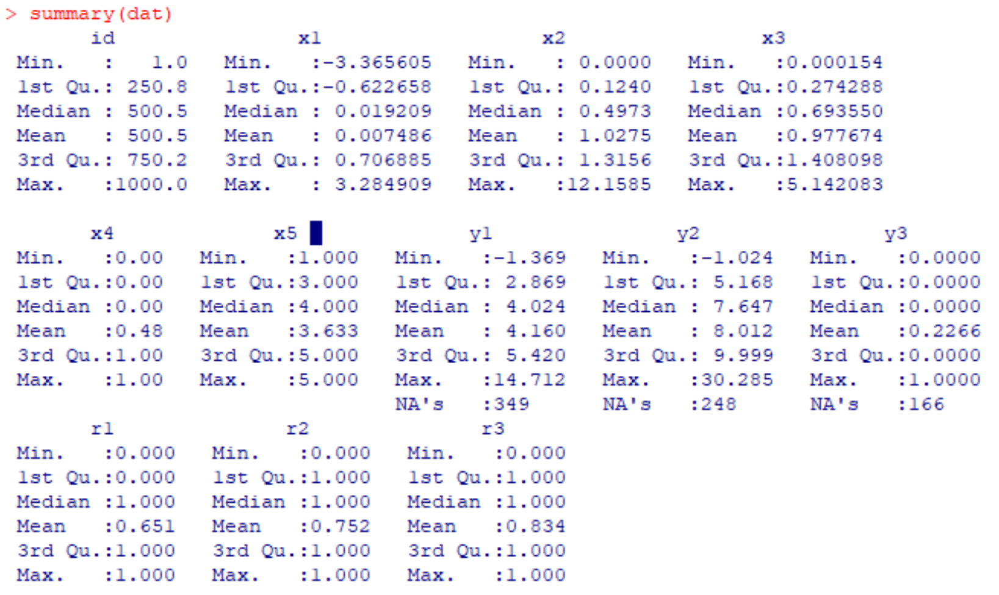 > summary(dat)
      id               x1                  x2                x3
 Min.   :   1.0   Min.   :-3.365605   Min.   : 0.0000   Min.   :0.000154
 1st Qu.: 250.8   1st Qu.:-0.622658   1st Qu.: 0.1240   1st Qu.:0.274288
 Median : 500.5   Median : 0.019209   Median : 0.4973   Median :0.693550
 Mean   : 500.5   Mean   : 0.007486   Mean   : 1.0275   Mean   :0.977674
 3rd Qu.: 750.2   3rd Qu.: 0.706885   3rd Qu.: 1.3156   3rd Qu.:1.408098
 Max.   :1000.0   Max.   : 3.284909   Max.   :12.1585   Max.   :5.142083

       x4             x5              y1               y2               y3
 Min.   :0.00   Min.   :1.000   Min.   :-1.369   Min.   :-1.024   Min.   :0.0000
 1st Qu.:0.00   1st Qu.:3.000   1st Qu.: 2.869   1st Qu.: 5.168   1st Qu.:0.0000
 Median :0.00   Median :4.000   Median : 4.024   Median : 7.647   Median :0.0000
 Mean   :0.48   Mean   :3.633   Mean   : 4.160   Mean   : 8.012   Mean   :0.2266
 3rd Qu.:1.00   3rd Qu.:5.000   3rd Qu.: 5.420   3rd Qu.: 9.999   3rd Qu.:0.0000
 Max.   :1.00   Max.   :5.000   Max.   :14.712   Max.   :30.285   Max.   :1.0000
                                NA's   :349      NA's   :248      NA's   :166
       r1              r2              r3
 Min.   :0.000   Min.   :0.000   Min.   :0.000
 1st Qu.:0.000   1st Qu.:1.000   1st Qu.:1.000
 Median :1.000   Median :1.000   Median :1.000
 Mean   :0.651   Mean   :0.752   Mean   :0.834
 3rd Qu.:1.000   3rd Qu.:1.000   3rd Qu.:1.000
 Max.   :1.000   Max.   :1.000   Max.   :1.000